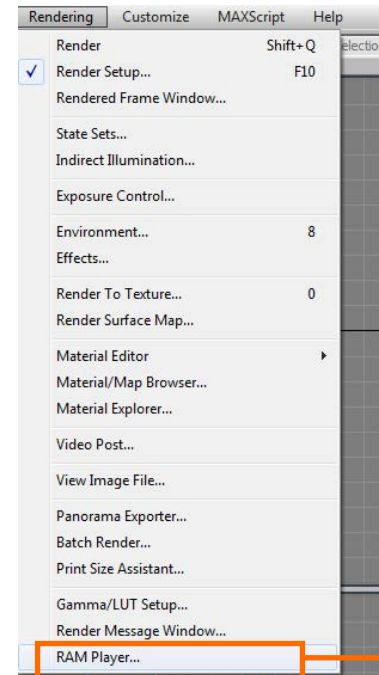 Rendering Customize MAXScript Help
Render Shift+Q
Render Setup... F10
Rendered Frame Window...
State Sets...
Indirect Illumination...
Exposure Control...
Environment... 8
Effects...
Render To Texture... 0
Render Surface Map...
Material Editor
Material/Map Browser...
Material Explorer...
Video Post...
View Image File...
Panorama Exporter...
Batch Render...
Print Size Assistant...
Gamma/LUT Setup...
Render Message Window...
RAM Player...